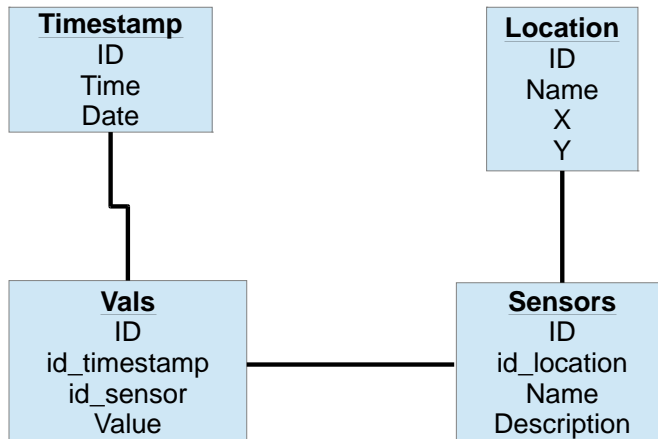 Timestamp
ID
Time
Date
Location
ID
Name
X
Y
Vals
ID
id_timestamp
id_sensor
Value
Sensors
ID
id_location
Name
Description